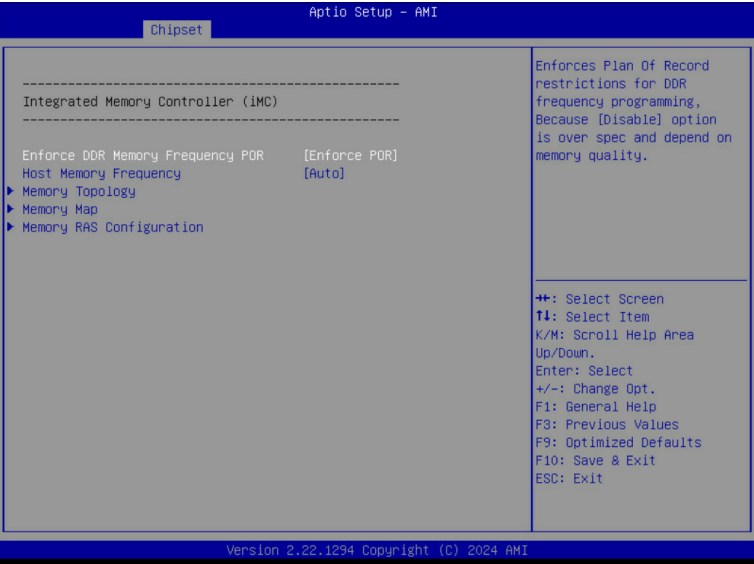 Aptio Setup – AMI
Chipset
--------------------------------------------------
Integrated Memory Controller (iMC)
--------------------------------------------------
Enforce DDR Memory Frequency POR [Enforce POR]
Host Memory Frequency [Auto]
Memory Topology
Memory Map
Memory RAS Configuration
Enforces Plan Of Record
restrictions for DDR
frequency programming,
Because [Disable] option
is over spec and depend on
memory quality.
→←: Select Screen
↑↓: Select Item
K/M: Scroll Help Area
Up/Down.
Enter: Select
+/-: Change Opt.
F1: General Help
F3: Previous Values
F9: Optimized Defaults
F10: Save & Exit
ESC: Exit
Version 2.22.1294 Copyright (C) 2024 AMI